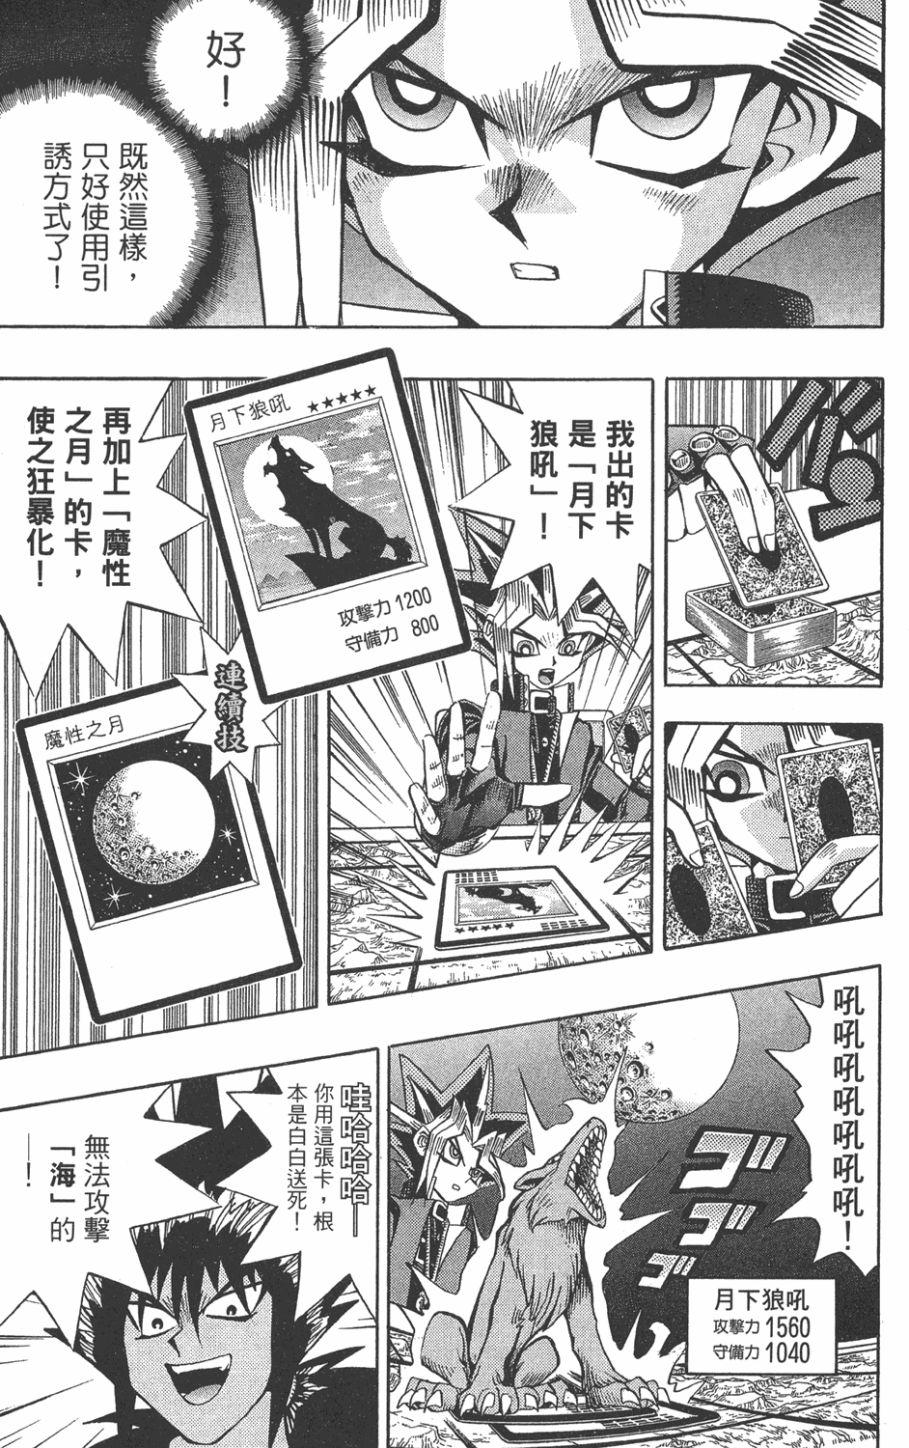 好！
既然這樣，
只好使用引
誘方式了！
我出的卡
是「月下
狼吼」！
月下狼吼
★★★★★
攻擊力 1200
守備力 800
連續技
再加上「魔性
之月」的卡，
使之狂暴化！
魔性之月
吼吼吼吼吼吼吼！
ゴゴゴ
月下狼吼
攻擊力 1560
守備力 1040
哇哈哈哈—
你用這張卡，根
本是白白送死！
無法攻擊
「海」的
—！